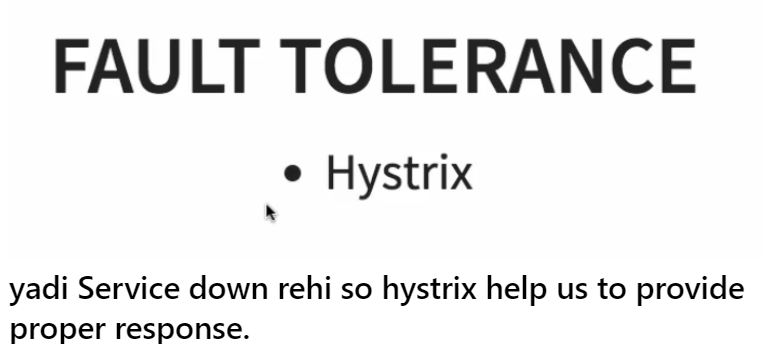 FAULT TOLERANCE
• Hystrix
yadi Service down rehi so hystrix help us to provide
proper response.